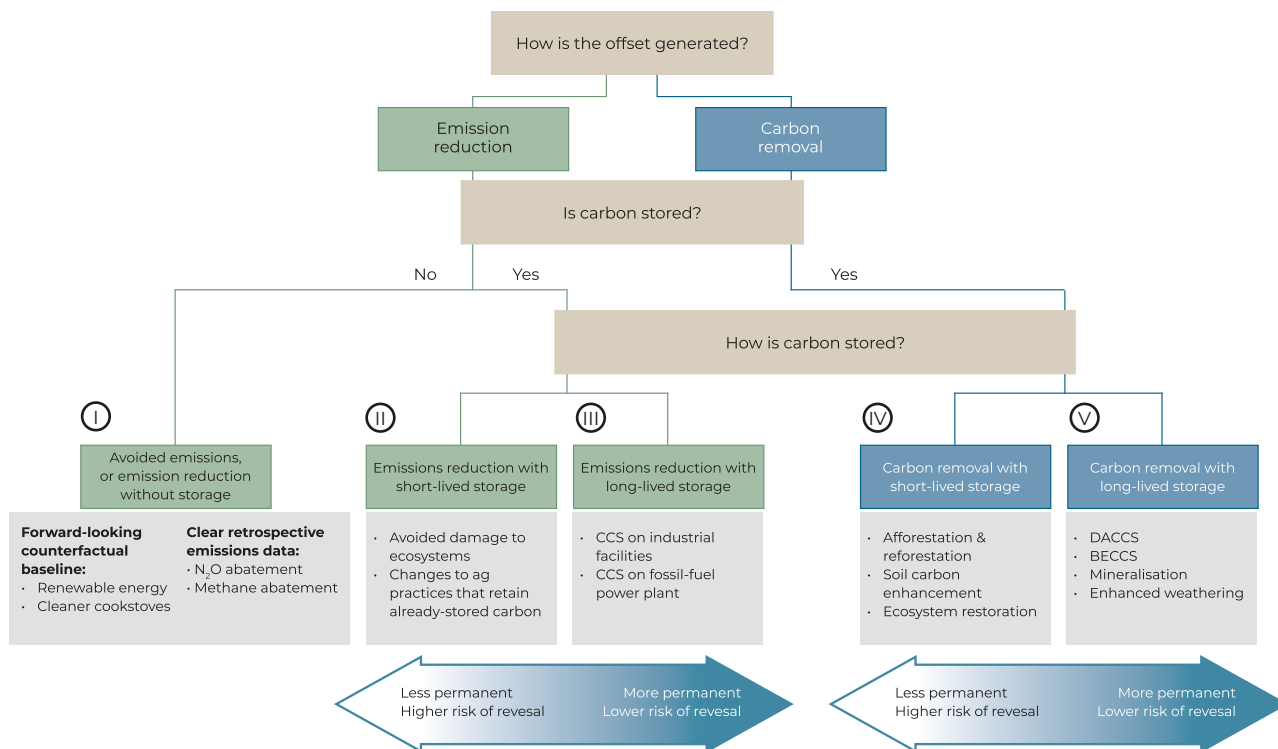 How is the offset generated?
Emission
reduction
Carbon
removal
Is carbon stored?
No
Yes
Yes
How is carbon stored?
I
II
III
IV
V
Avoided emissions,
or emission reduction
without storage
Emissions reduction with
short-lived storage
Emissions reduction with
long-lived storage
Carbon removal with
short-lived storage
Carbon removal with
long-lived storage
Forward-looking
counterfactual
baseline:
• Renewable energy
• Cleaner cookstoves
Clear retrospective
emissions data:
• N₂O abatement
• Methane abatement
• Avoided damage to
ecosystems
• Changes to ag
practices that retain
already-stored carbon
• CCS on industrial
facilities
• CCS on fossil-fuel
power plant
• Afforestation &
reforestation
• Soil carbon
enhancement
• Ecosystem restoration
• DACCS
• BECCS
• Mineralisation
• Enhanced weathering
Less permanent
Higher risk of revesal
More permanent
Lower risk of revesal
Less permanent
Higher risk of revesal
More permanent
Lower risk of revesal